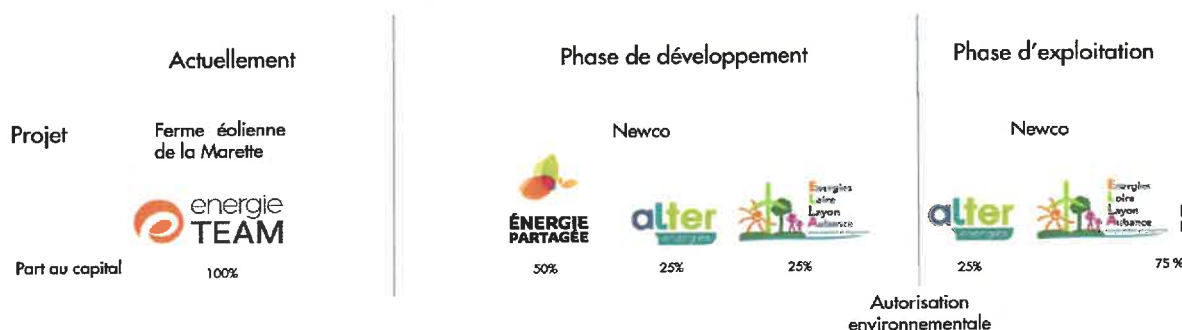 Actuellement
Phase de développement
Phase d'exploitation
Projet
Ferme éolienne
de la Marette
Newco
Newco
energie
TEAM
ÉNERGIE
PARTAGÉE
alter
energies
Energies
Loire
Layon
Aubance
alter
energies
Energies
Loire
Layon
Aubance
Part au capital
100%
50%
25%
25%
25%
75 %
Autorisation
environnementale